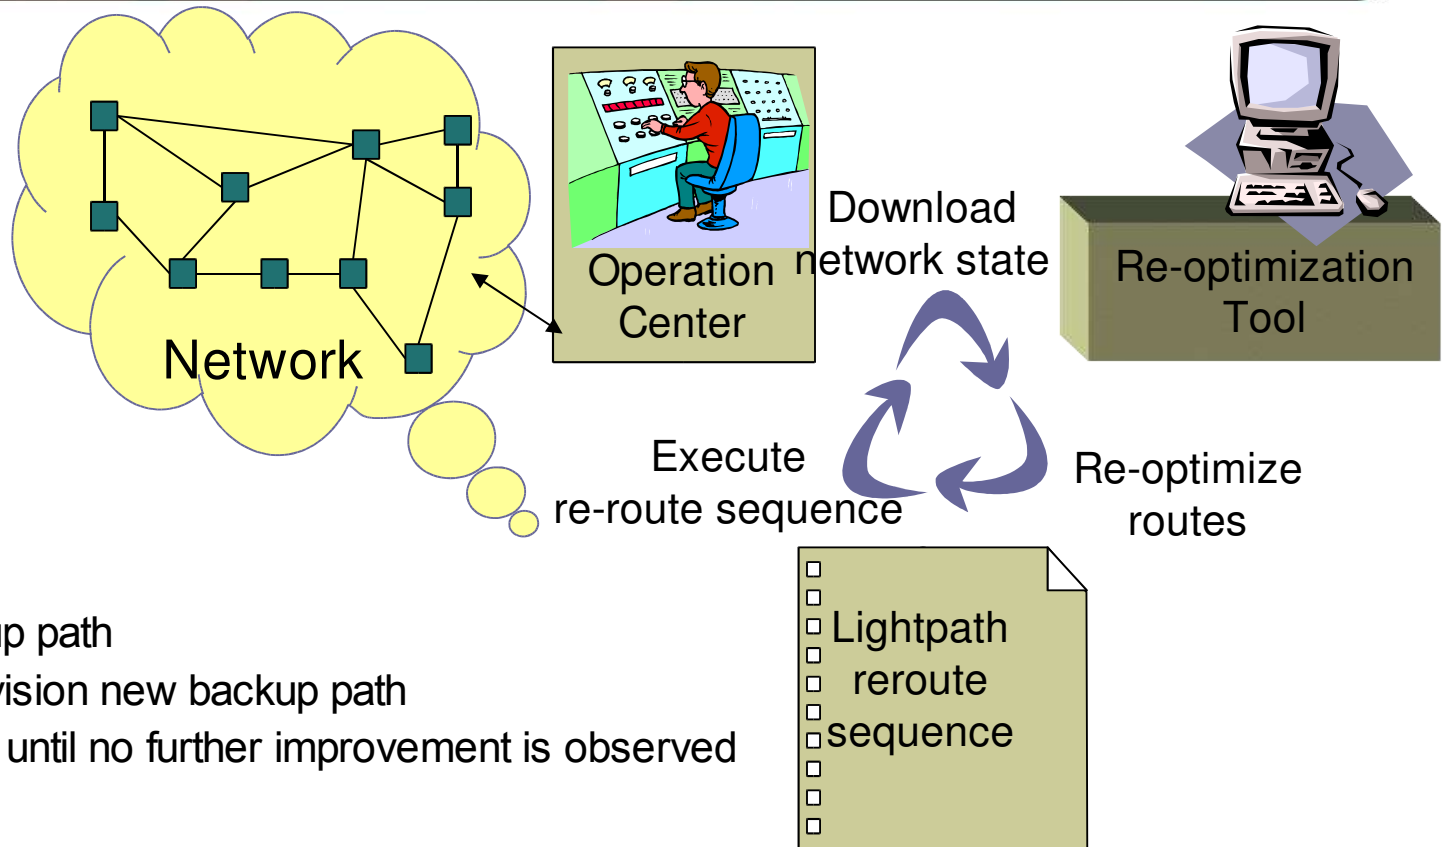 Network
Operation
Center
Download
network state
Re-optimization
Tool
Execute
re-route sequence
Re-optimize
routes
Lightpath
reroute
sequence
up path
vision new backup path
until no further improvement is observed